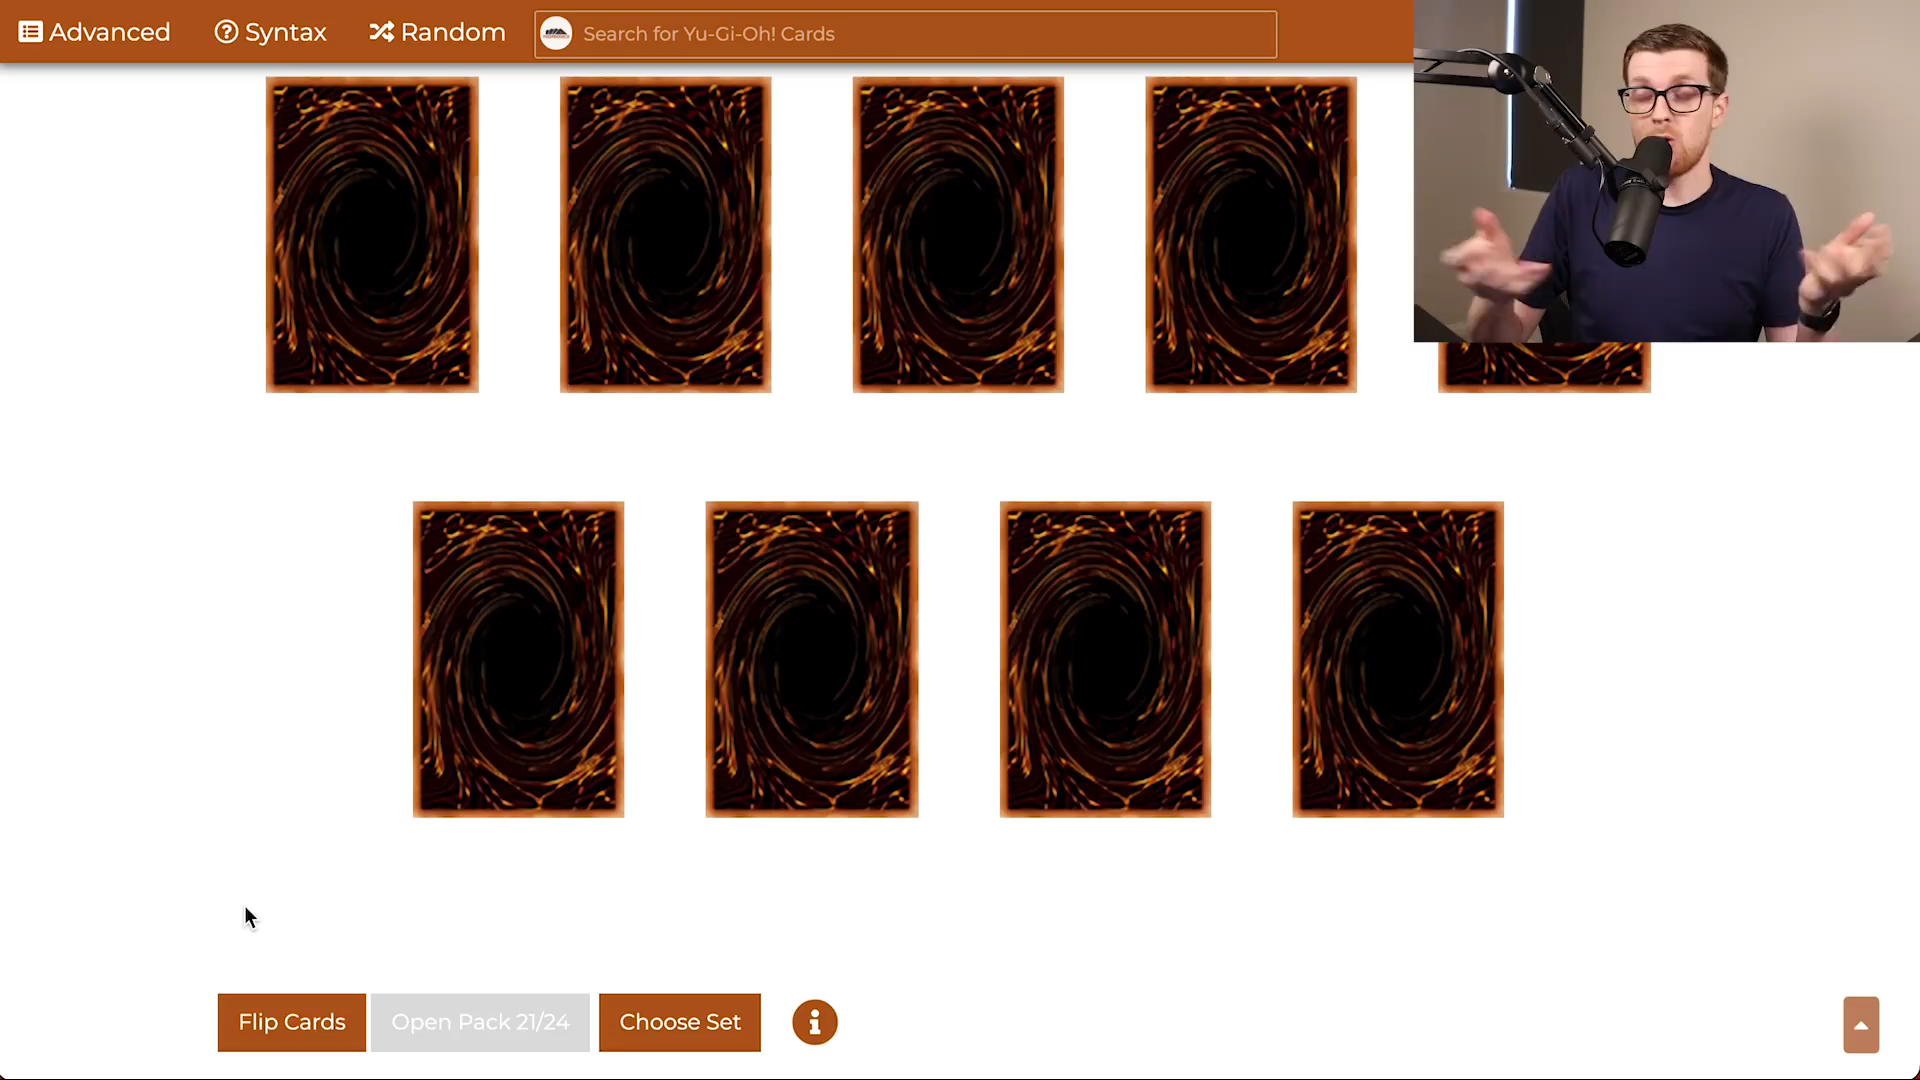 Advanced
Syntax
Random
Search for Yu-Gi-Oh! Cards
Flip Cards
Open Pack 21/24
Choose Set